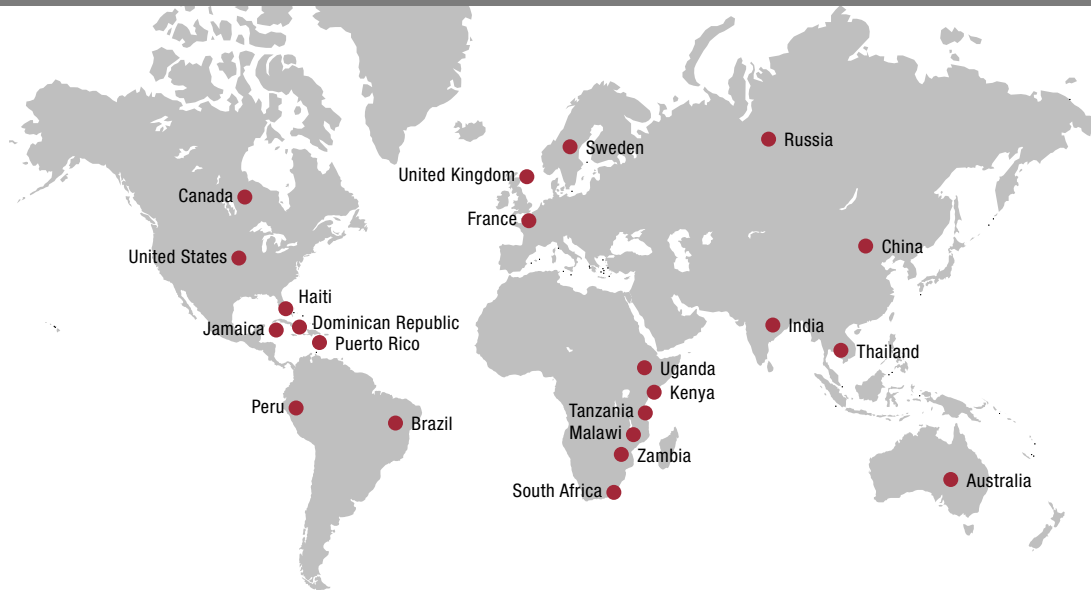 Sweden
Russia
United Kingdom
Canada
France
China
United States
Haiti
Dominican Republic
Jamaica
India
Puerto Rico
Thailand
Uganda
Kenya
Peru
Tanzania
Brazil
Malawi
Zambia
Australia
South Africa